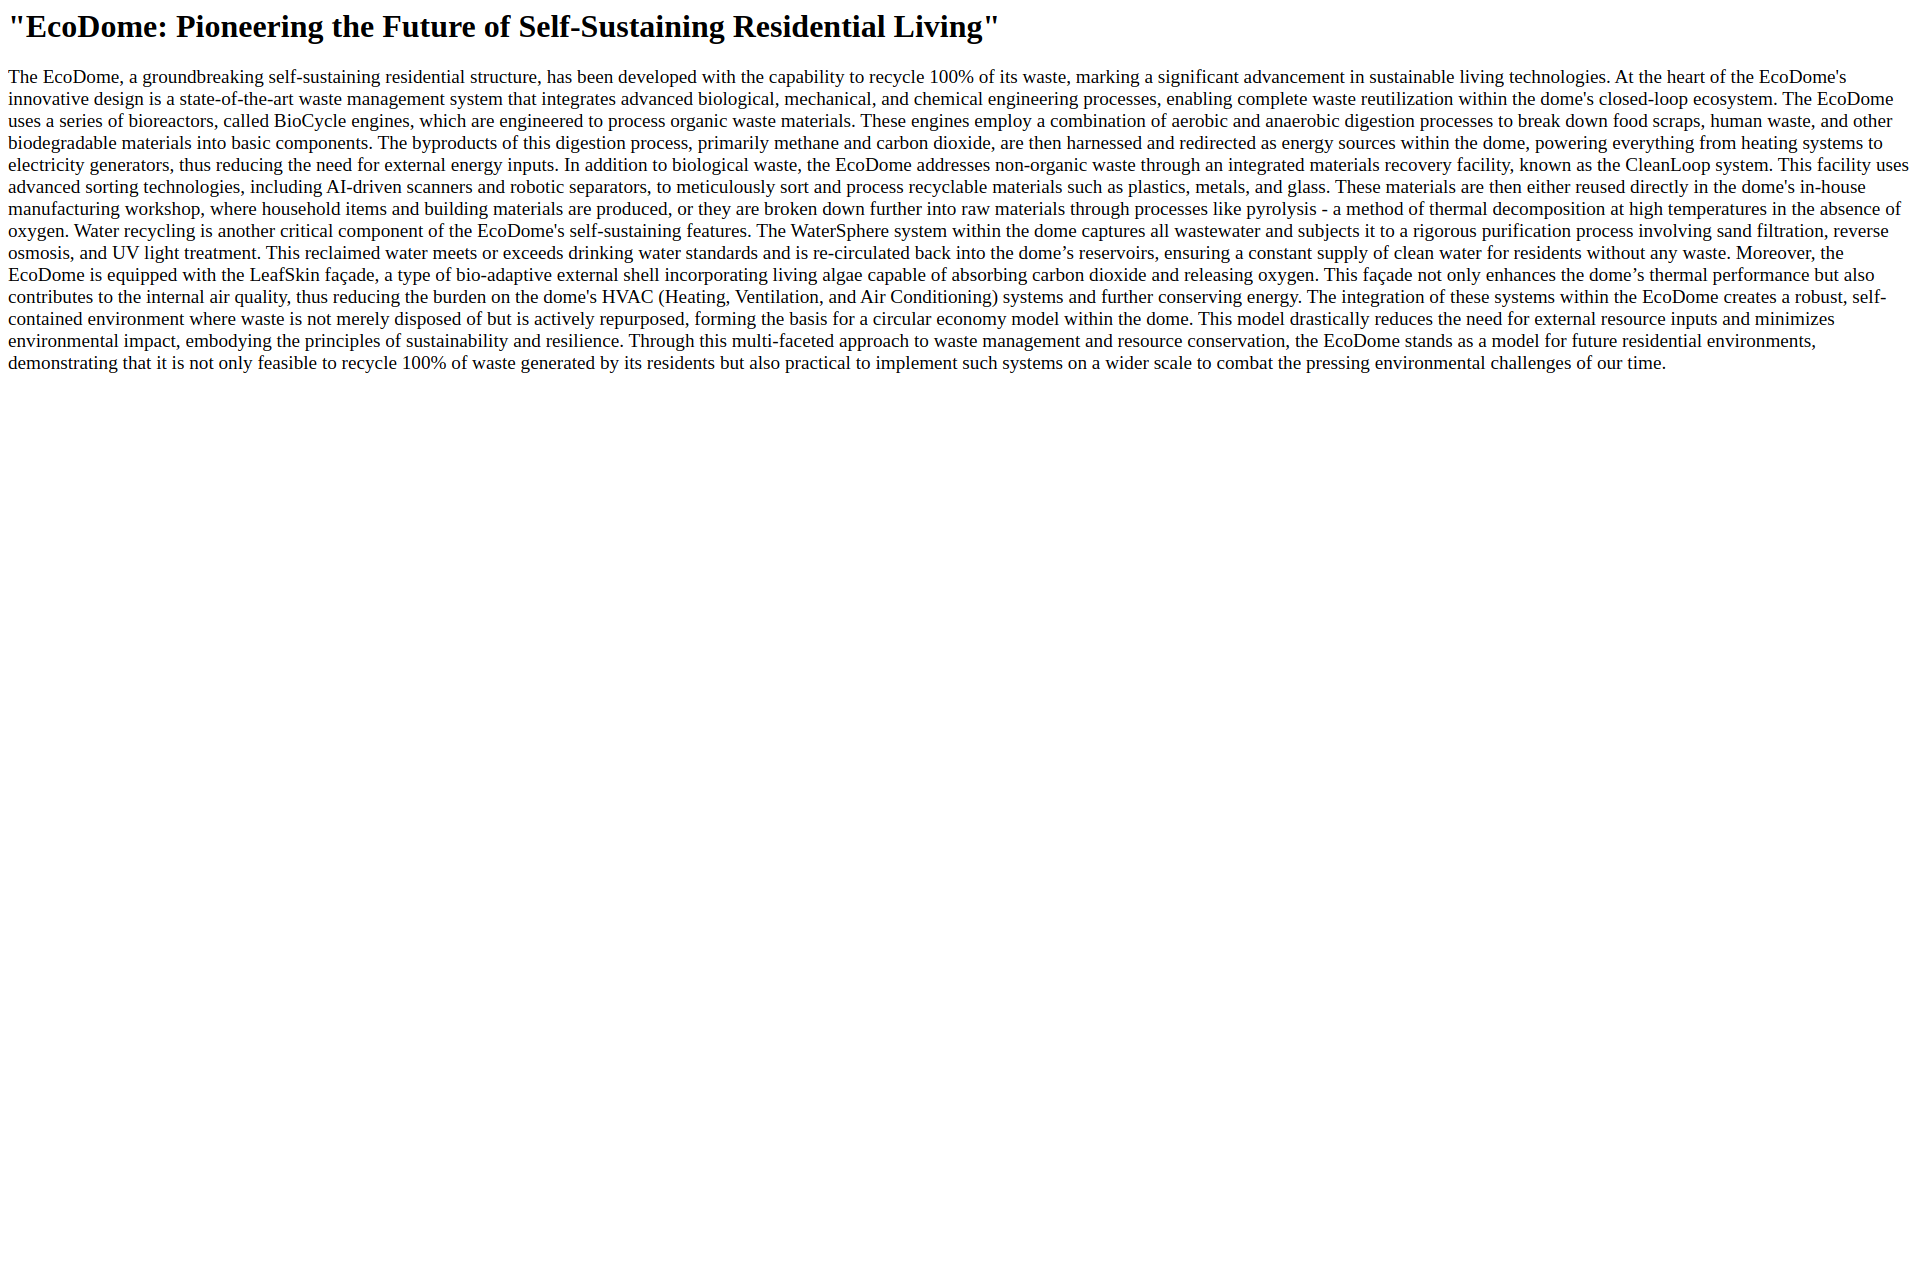 "EcoDome: Pioneering the Future of Self-Sustaining Residential Living"
The EcoDome, a groundbreaking self-sustaining residential structure, has been developed with the capability to recycle 100% of its waste, marking a significant advancement in sustainable living technologies. At the heart of the EcoDome's
innovative design is a state-of-the-art waste management system that integrates advanced biological, mechanical, and chemical engineering processes, enabling complete waste reutilization within the dome's closed-loop ecosystem. The EcoDome
uses a series of bioreactors, called BioCycle engines, which are engineered to process organic waste materials. These engines employ a combination of aerobic and anaerobic digestion processes to break down food scraps, human waste, and other
biodegradable materials into basic components. The byproducts of this digestion process, primarily methane and carbon dioxide, are then harnessed and redirected as energy sources within the dome, powering everything from heating systems to
electricity generators, thus reducing the need for external energy inputs. In addition to biological waste, the EcoDome addresses non-organic waste through an integrated materials recovery facility, known as the CleanLoop system. This facility uses
advanced sorting technologies, including AI-driven scanners and robotic separators, to meticulously sort and process recyclable materials such as plastics, metals, and glass. These materials are then either reused directly in the dome's in-house
manufacturing workshop, where household items and building materials are produced, or they are broken down further into raw materials through processes like pyrolysis - a method of thermal decomposition at high temperatures in the absence of
oxygen. Water recycling is another critical component of the EcoDome's self-sustaining features. The WaterSphere system within the dome captures all wastewater and subjects it to a rigorous purification process involving sand filtration, reverse
osmosis, and UV light treatment. This reclaimed water meets or exceeds drinking water standards and is re-circulated back into the dome’s reservoirs, ensuring a constant supply of clean water for residents without any waste. Moreover, the
EcoDome is equipped with the LeafSkin façade, a type of bio-adaptive external shell incorporating living algae capable of absorbing carbon dioxide and releasing oxygen. This façade not only enhances the dome’s thermal performance but also
contributes to the internal air quality, thus reducing the burden on the dome's HVAC (Heating, Ventilation, and Air Conditioning) systems and further conserving energy. The integration of these systems within the EcoDome creates a robust, self-
contained environment where waste is not merely disposed of but is actively repurposed, forming the basis for a circular economy model within the dome. This model drastically reduces the need for external resource inputs and minimizes
environmental impact, embodying the principles of sustainability and resilience. Through this multi-faceted approach to waste management and resource conservation, the EcoDome stands as a model for future residential environments,
demonstrating that it is not only feasible to recycle 100% of waste generated by its residents but also practical to implement such systems on a wider scale to combat the pressing environmental challenges of our time.